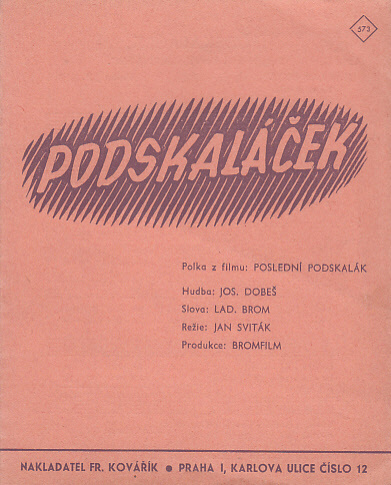 573
PODSKALÁČEK
Polka z filmu: POSLEDNÍ PODSKALÁK
Hudba: JOS. DOBEŠ
Slova: LAD. BROM
Režie: JAN SVITÁK
Produkce: BROMFILM
NAKLADATEL FR. KOVÁŘÍK ● PRAHA I, KARLOVA ULICE ČÍSLO 12